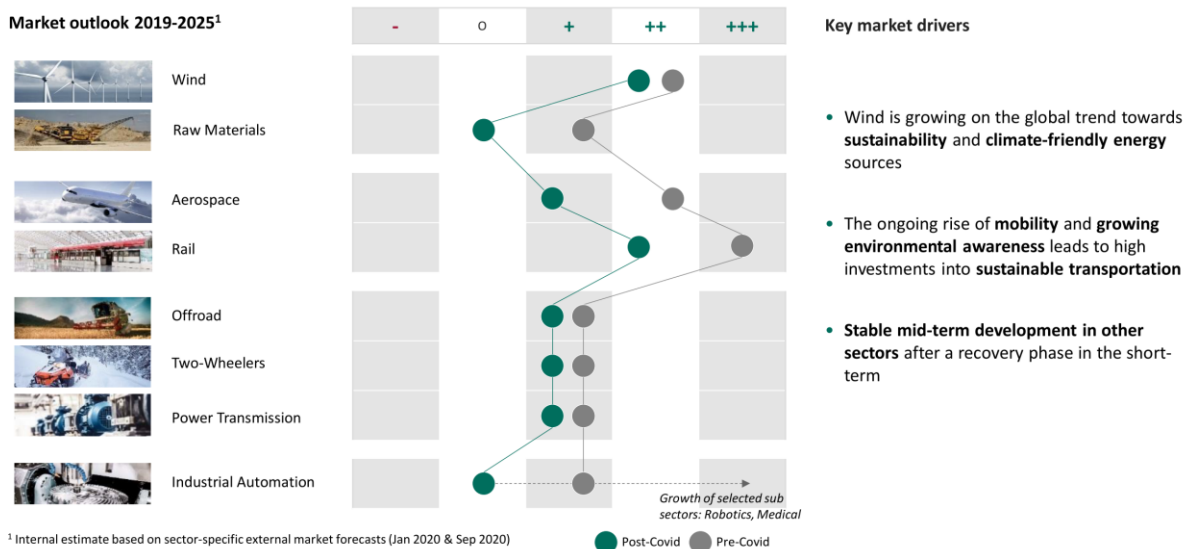 Market outlook 2019-2025¹
- o + ++ +++
Key market drivers
Wind
Raw Materials
Aerospace
Rail
Offroad
Two-Wheelers
Power Transmission
Industrial Automation
Growth of selected sub
sectors: Robotics, Medical
• Wind is growing on the global trend towards
sustainability and climate-friendly energy
sources
• The ongoing rise of mobility and growing
environmental awareness leads to high
investments into sustainable transportation
• Stable mid-term development in other
sectors after a recovery phase in the short-
term
¹ Internal estimate based on sector-specific external market forecasts (Jan 2020 & Sep 2020)
Post-Covid Pre-Covid